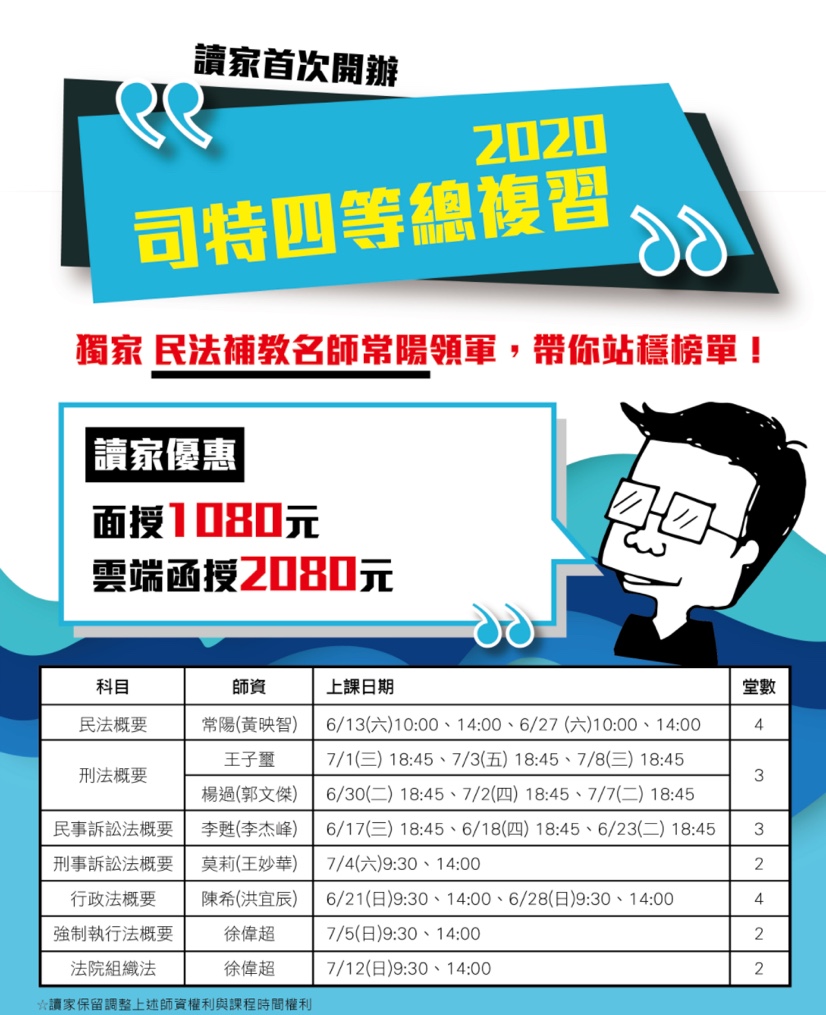 讀家首次開辦
2020
司特四等總複習
獨家 民法補教名師常陽領軍，帶你站穩榜單！
讀家優惠
面授1080元
雲端函授2080元
科目 師資 上課日期 堂數
民法概要 常陽(黃映智) 6/13(六)10:00、14:00、6/27 (六)10:00、14:00 4
刑法概要 王子璽 7/1(三) 18:45、7/3(五) 18:45、7/8(三) 18:45 3
楊過(郭文傑) 6/30(二) 18:45、7/2(四) 18:45、7/7(二) 18:45
民事訴訟法概要 李甦(李杰峰) 6/17(三) 18:45、6/18(四) 18:45、6/23(二) 18:45 3
刑事訴訟法概要 莫莉(王妙華) 7/4(六)9:30、14:00 2
行政法概要 陳希(洪宜辰) 6/21(日)9:30、14:00、6/28(日)9:30、14:00 4
強制執行法概要 徐偉超 7/5(日)9:30、14:00 2
法院組織法 徐偉超 7/12(日)9:30、14:00 2
☆讀家保留調整上述師資權利與課程時間權利